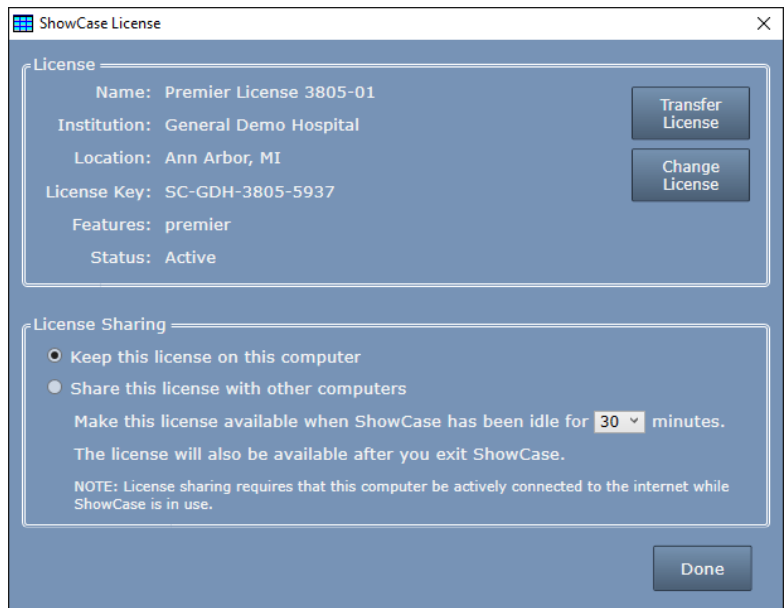 ShowCase License
License
Name: Premier License 3805-01
Institution: General Demo Hospital
Location: Ann Arbor, MI
License Key: SC-GDH-3805-5937
Features: premier
Status: Active
Transfer
License
Change
License
License Sharing
Keep this license on this computer
Share this license with other computers
Make this license available when ShowCase has been idle for 30 minutes.
The license will also be available after you exit ShowCase.
NOTE: License sharing requires that this computer be actively connected to the internet while
ShowCase is in use.
Done